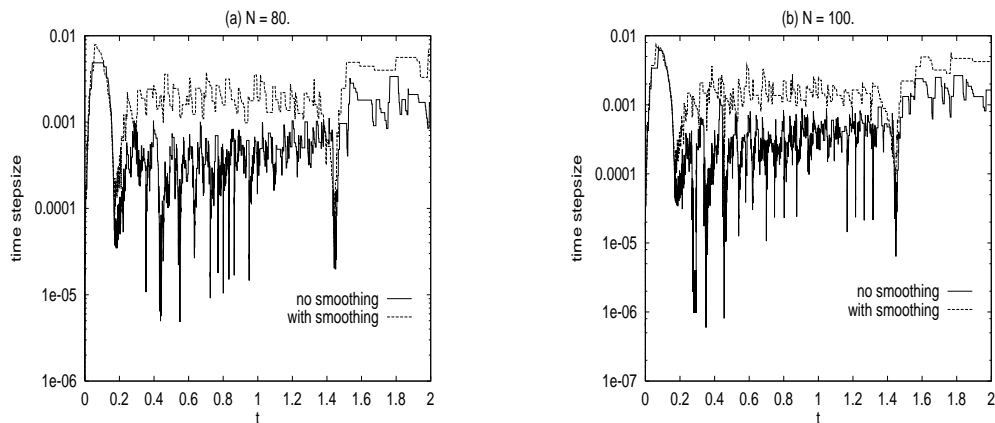 (a) N = 80.
0.01
0.001
0.0001
1e-05
1e-06
time stepsize
no smoothing
with smoothing
0 0.2 0.4 0.6 0.8 1 1.2 1.4 1.6 1.8 2
t
(b) N = 100.
0.01
0.001
0.0001
1e-05
1e-06
1e-07
time stepsize
no smoothing
with smoothing
0 0.2 0.4 0.6 0.8 1 1.2 1.4 1.6 1.8 2
t